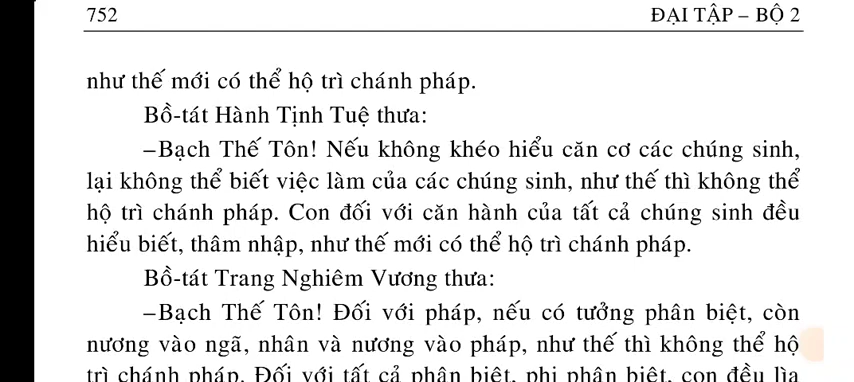 752
ĐẠI TẬP – BỘ 2
như thế mới có thể hộ trì chánh pháp.
Bồ-tát Hành Tịnh Tuệ thưa:
–Bạch Thế Tôn! Nếu không khéo hiểu căn cơ các chúng sinh,
lại không thể biết việc làm của các chúng sinh, như thế thì không thể
hộ trì chánh pháp. Con đối với căn hành của tất cả chúng sinh đều
hiểu biết, thâm nhập, như thế mới có thể hộ trì chánh pháp.
Bồ-tát Trang Nghiêm Vương thưa:
–Bạch Thế Tôn! Đối với pháp, nếu có tưởng phân biệt, còn
nương vào ngã, nhân và nương vào pháp, như thế thì không thể hộ
trì chánh pháp. Đối với tất cả phân biệt, phi phân biệt, con đều lìa